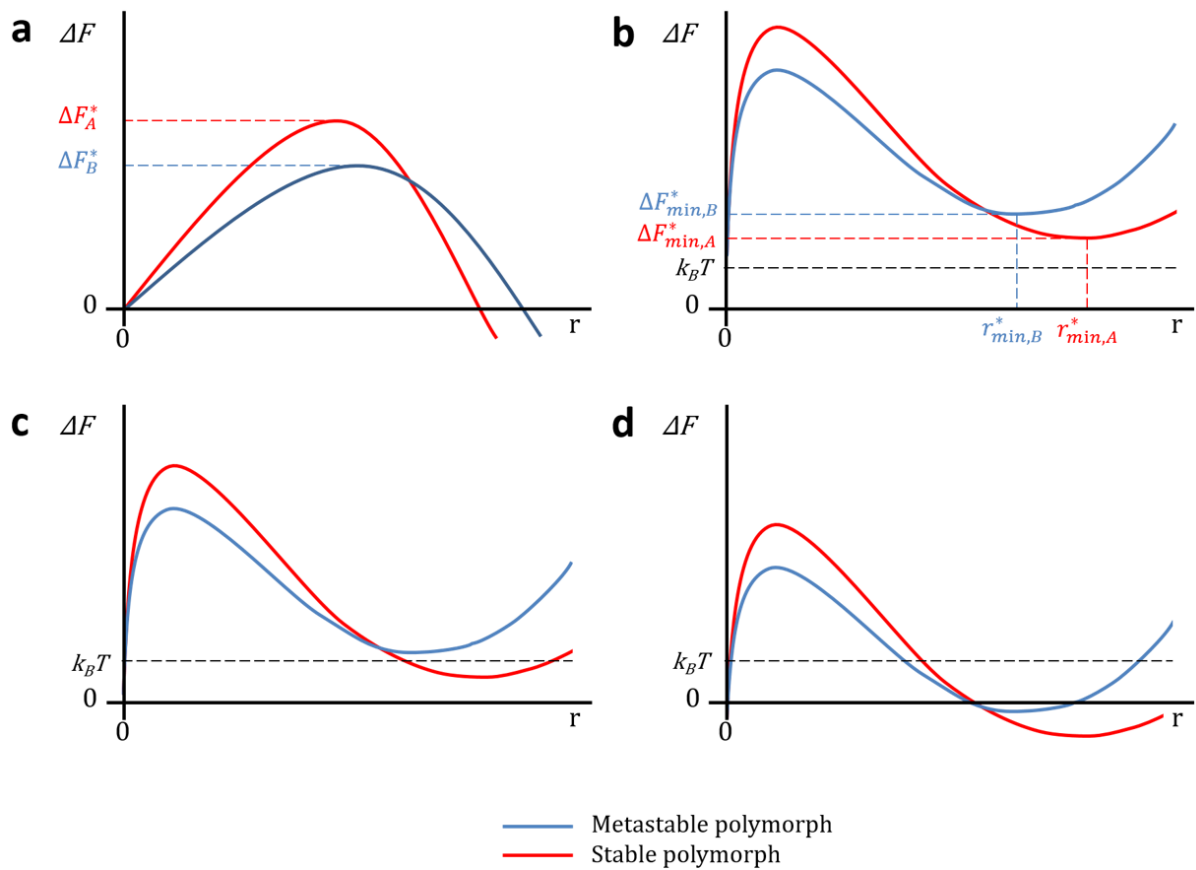 a
ΔF
ΔF*A
ΔF*B
0
0
r
b
ΔF
ΔF*min,B
ΔF*min,A
kBT
0
0
r*min,B
r*min,A
r
c
ΔF
kBT
0
0
r
d
ΔF
kBT
0
0
r
Metastable polymorph
Stable polymorph